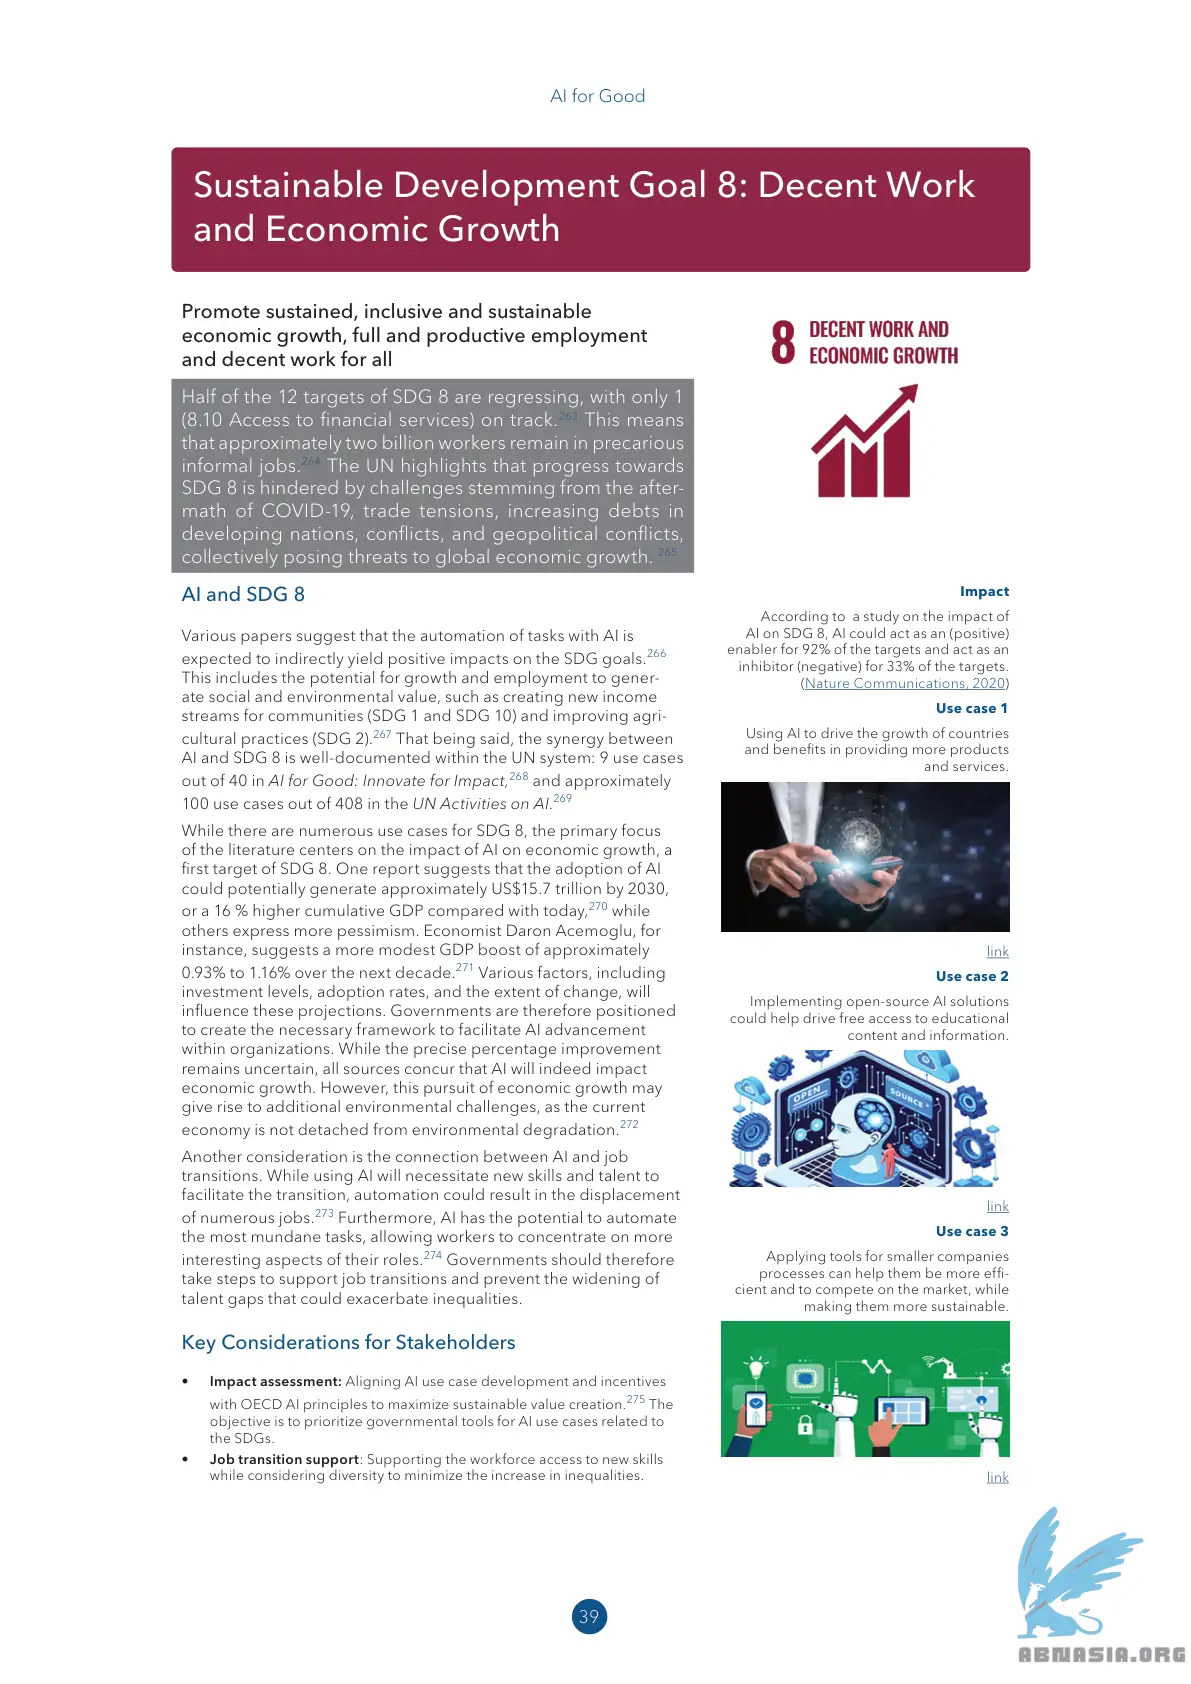 AI for Good
Sustainable Development Goal 8: Decent Work
and Economic Growth
Promote sustained, inclusive and sustainable
economic growth, full and productive employment
and decent work for all
Half of the 12 targets of SDG 8 are regressing, with only 1
(8.10 Access to financial services) on track.263 This means
that approximately two billion workers remain in precarious
informal jobs.264 The UN highlights that progress towards
SDG 8 is hindered by challenges stemming from the after-
math of COVID-19, trade tensions, increasing debts in
developing nations, conflicts, and geopolitical conflicts,
collectively posing threats to global economic growth. 265
AI and SDG 8
Various papers suggest that the automation of tasks with AI is
expected to indirectly yield positive impacts on the SDG goals.266
This includes the potential for growth and employment to gener-
ate social and environmental value, such as creating new income
streams for communities (SDG 1 and SDG 10) and improving agri-
cultural practices (SDG 2).267 That being said, the synergy between
AI and SDG 8 is well-documented within the UN system: 9 use cases
out of 40 in AI for Good: Innovate for Impact,268 and approximately
100 use cases out of 408 in the UN Activities on AI.269
While there are numerous use cases for SDG 8, the primary focus
of the literature centers on the impact of AI on economic growth, a
first target of SDG 8. One report suggests that the adoption of AI
could potentially generate approximately US$15.7 trillion by 2030,
or a 16 % higher cumulative GDP compared with today,270 while
others express more pessimism. Economist Daron Acemoglu, for
instance, suggests a more modest GDP boost of approximately
0.93% to 1.16% over the next decade.271 Various factors, including
investment levels, adoption rates, and the extent of change, will
influence these projections. Governments are therefore positioned
to create the necessary framework to facilitate AI advancement
within organizations. While the precise percentage improvement
remains uncertain, all sources concur that AI will indeed impact
economic growth. However, this pursuit of economic growth may
give rise to additional environmental challenges, as the current
economy is not detached from environmental degradation.272
Another consideration is the connection between AI and job
transitions. While using AI will necessitate new skills and talent to
facilitate the transition, automation could result in the displacement
of numerous jobs.273 Furthermore, AI has the potential to automate
the most mundane tasks, allowing workers to concentrate on more
interesting aspects of their roles.274 Governments should therefore
take steps to support job transitions and prevent the widening of
talent gaps that could exacerbate inequalities.
Key Considerations for Stakeholders
• Impact assessment: Aligning AI use case development and incentives
with OECD AI principles to maximize sustainable value creation.275 The
objective is to prioritize governmental tools for AI use cases related to
the SDGs.
• Job transition support: Supporting the workforce access to new skills
while considering diversity to minimize the increase in inequalities.
8 DECENT WORK AND
ECONOMIC GROWTH
Impact
According to  a study on the impact of
AI on SDG 8, AI could act as an (positive)
enabler for 92% of the targets and act as an
inhibitor (negative) for 33% of the targets.
(Nature Communications, 2020)
Use case 1
Using AI to drive the growth of countries
and benefits in providing more products
and services.
link
Use case 2
Implementing open-source AI solutions
could help drive free access to educational
content and information.
OPEN
SOURCE
link
Use case 3
Applying tools for smaller companies
processes can help them be more effi-
cient and to compete on the market, while
making them more sustainable.
link
39
ABNASIA.ORG